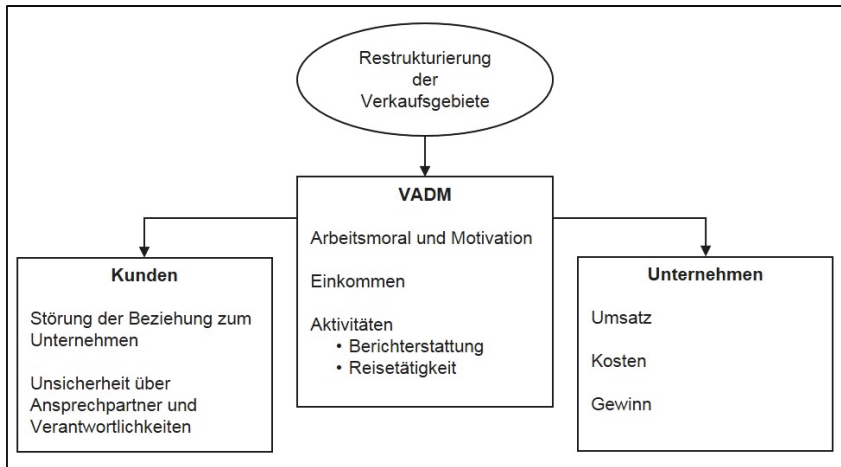 Restrukturierung
der
Verkaufsgebiete
VADM
Arbeitsmoral und Motivation
Einkommen
Aktivitäten
• Berichterstattung
• Reisetätigkeit
Kunden
Störung der Beziehung zum
Unternehmen
Unsicherheit über
Ansprechpartner und
Verantwortlichkeiten
Unternehmen
Umsatz
Kosten
Gewinn